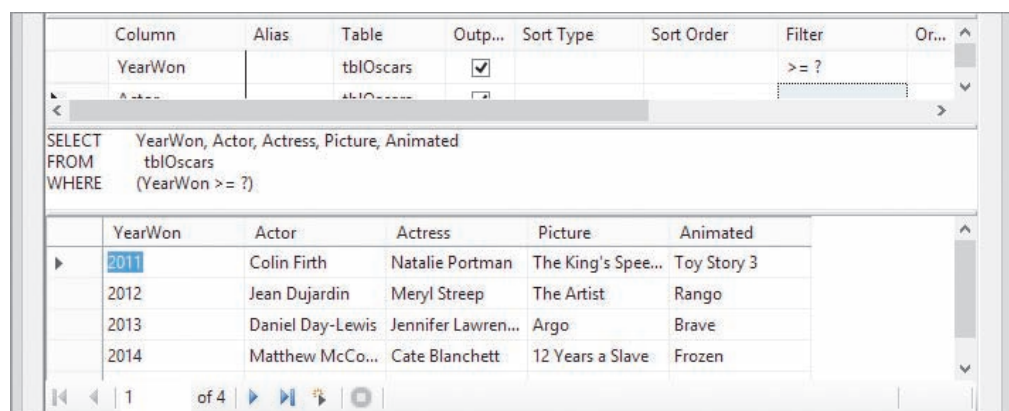 Column Alias Table Outp... Sort Type Sort Order Filter Or...
YearWon tblOscars >= ?
SELECT YearWon, Actor, Actress, Picture, Animated
FROM tblOscars
WHERE (YearWon >= ?)
YearWon Actor Actress Picture Animated
2011 Colin Firth Natalie Portman The King's Spee... Toy Story 3
2012 Jean Dujardin Meryl Streep The Artist Rango
2013 Daniel Day-Lewis Jennifer Lawren... Argo Brave
2014 Matthew McCo... Cate Blanchett 12 Years a Slave Frozen
1 of 4